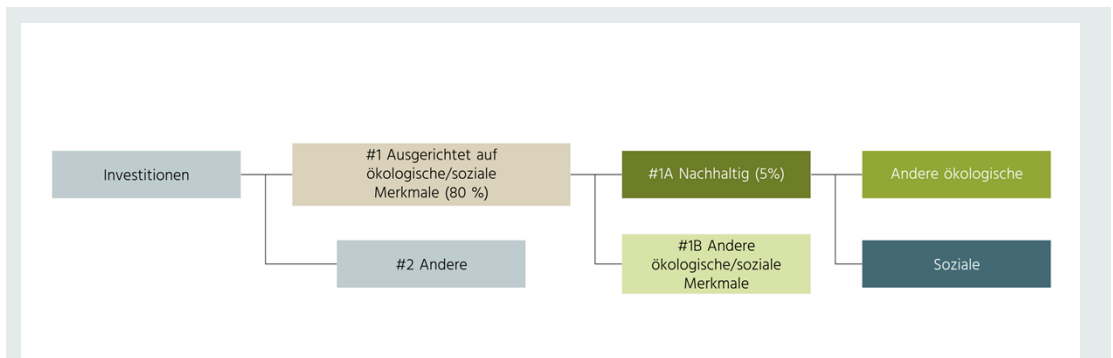 Investitionen
#1 Ausgerichtet auf
ökologische/soziale
Merkmale (80 %)
#1A Nachhaltig (5%)
Andere ökologische
#2 Andere
#1B Andere
ökologische/soziale
Merkmale
Soziale